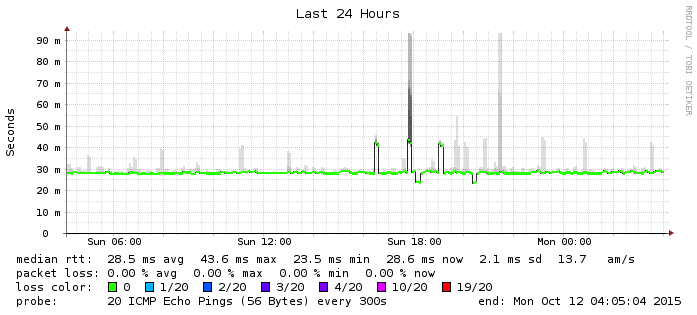 Last 24 Hours
RRDTOOL / TOBI OETIKER
Seconds
90 m
80 m
70 m
60 m
50 m
40 m
30 m
20 m
10 m
0
Sun 06:00 Sun 12:00 Sun 18:00 Mon 00:00
median rtt: 28.5 ms avg 43.6 ms max 23.5 ms min 28.6 ms now 2.1 ms sd 13.7 am/s
packet loss: 0.00 % avg 0.00 % max 0.00 % min 0.00 % now
loss color: 0 1/20 2/20 3/20 4/20 10/20 19/20
probe: 20 ICMP Echo Pings (56 Bytes) every 300s end: Mon Oct 12 04:05:04 2015